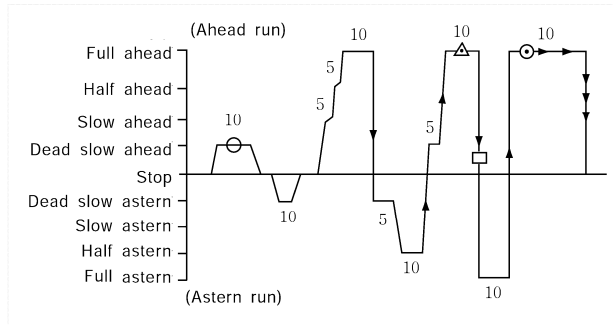 (Ahead run)
10
10
10
Full ahead
5
Half ahead
5
10
Slow ahead
5
Dead slow ahead
Stop
Dead slow astern
10
5
Slow astern
Half astern
10
Full astern
10
(Astern run)